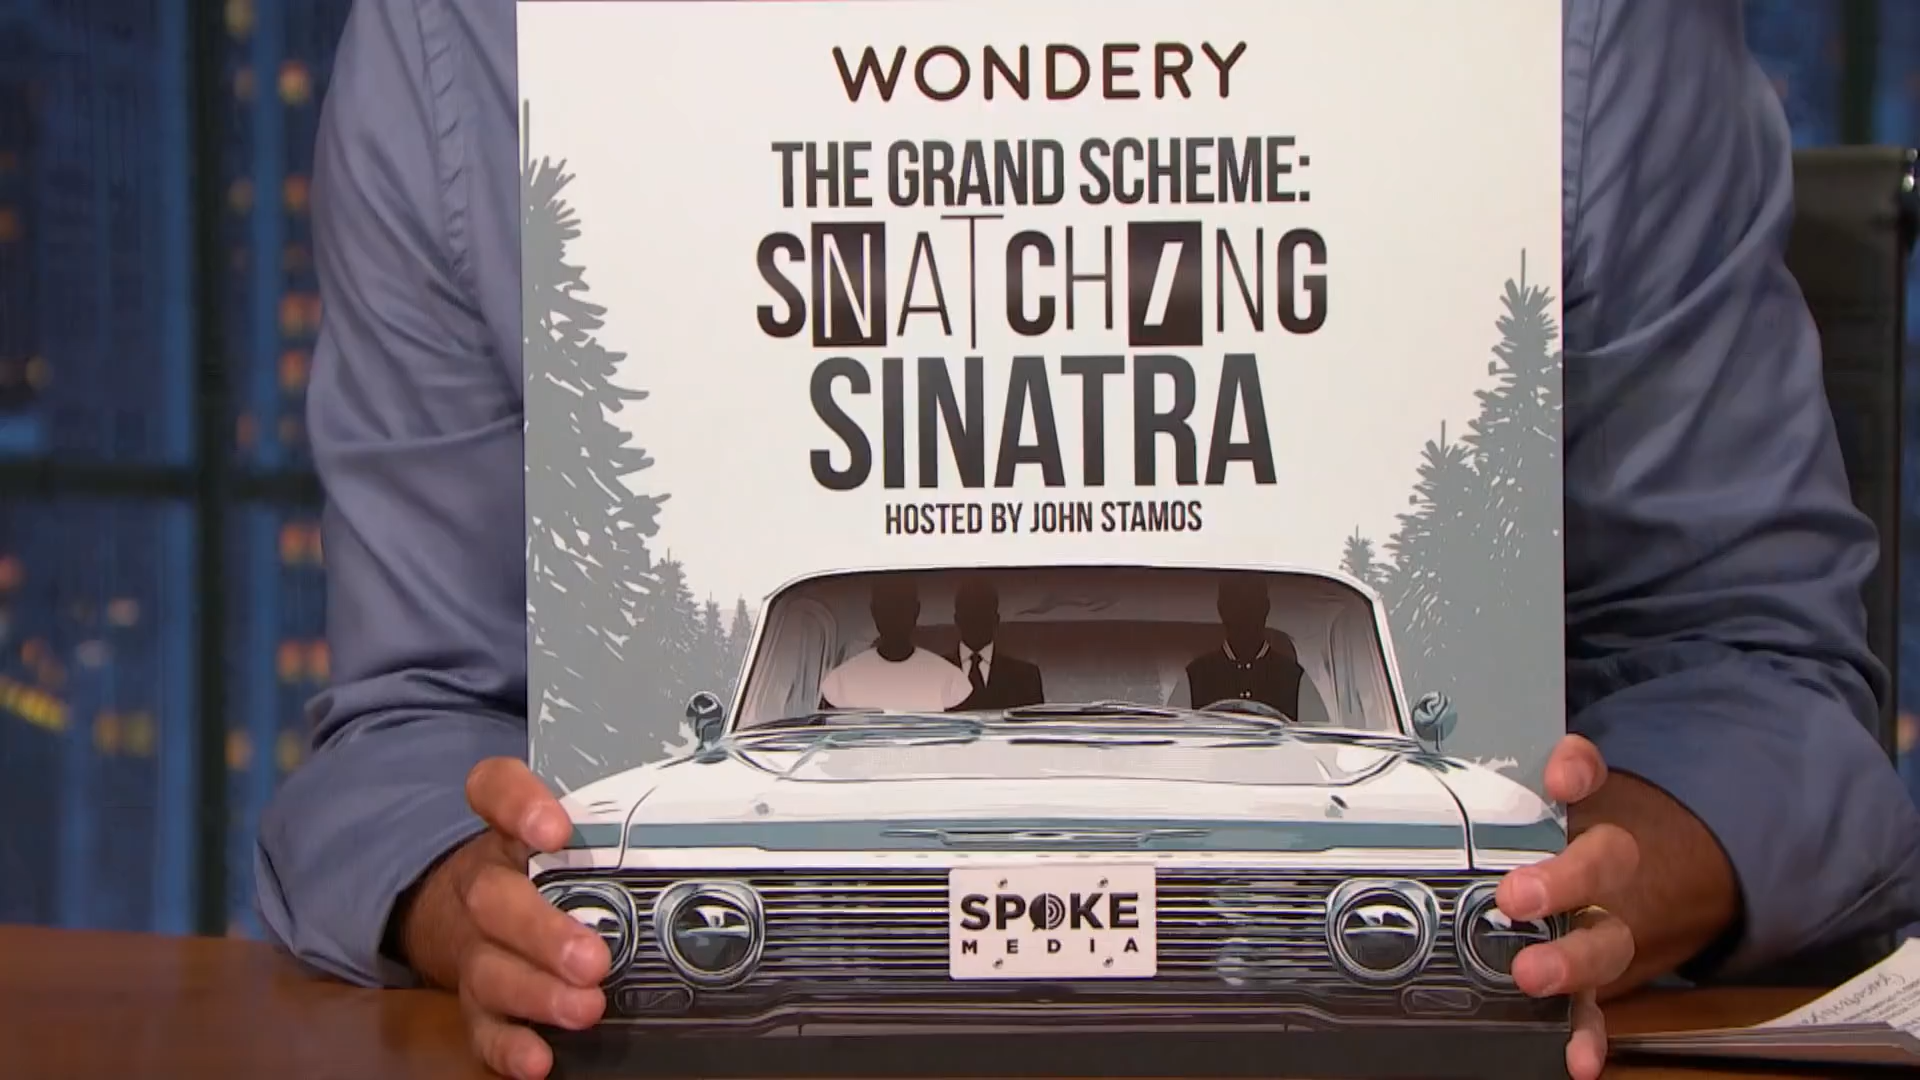 WONDERY
THE GRAND SCHEME:
SNATCHING
SINATRA
HOSTED BY JOHN STAMOS
SPOKE
MEDIA